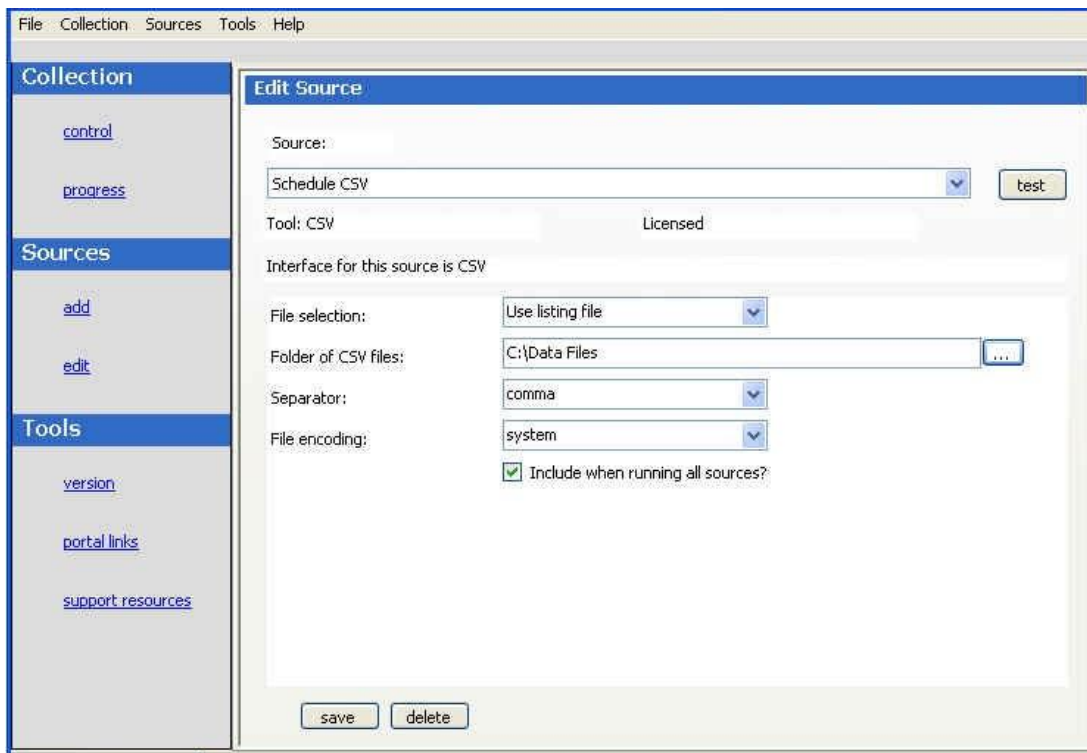 File Collection Sources Tools Help
Collection
control
progress
Sources
add
edit
Tools
version
portal links
support resources
Edit Source
Source:
Schedule CSV
test
Tool: CSV Licensed
Interface for this source is CSV
File selection: Use listing file
Folder of CSV files: C:\Data Files ...
Separator: comma
File encoding: system
Include when running all sources?
save delete